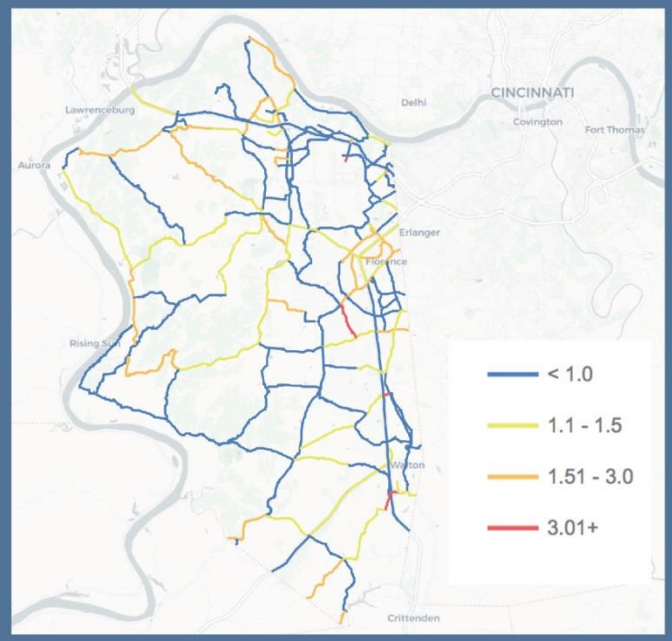 CINCINNATI
Delhi
Lawrenceburg
Covington
Fort Thomas
Aurora
Erlanger
Florence
Rising Sun
< 1.0
1.1 - 1.5
Walton
1.51 - 3.0
3.01+
Crittenden